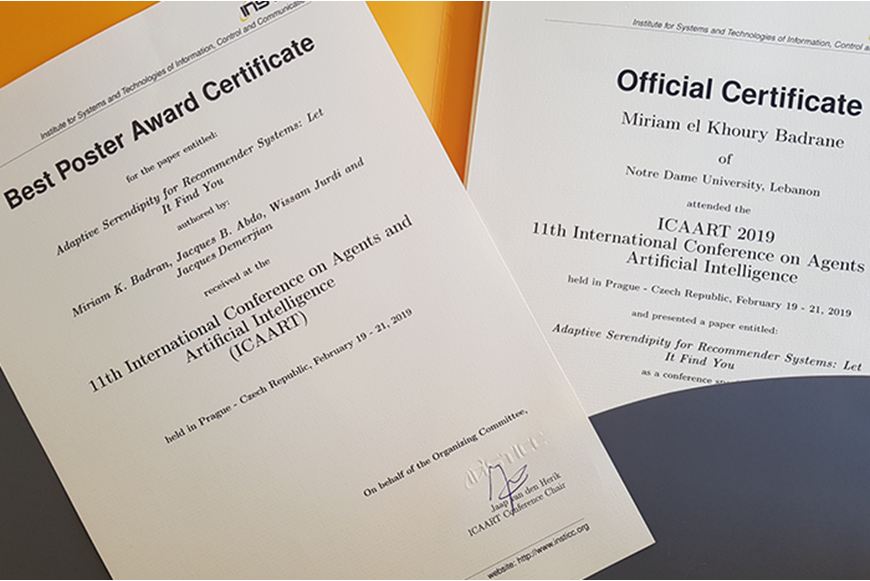 Institute for Systems and Technologies of Information, Control and
Best Poster Award Certificate
for the paper entitled:
Adaptive Serendipity for Recommender Systems: Let
It Find You
authored by:
Miriam K. Badran, Jacques B. Abdo, Wissam Jurdi and
Jacques Demerjian
received at the
11th International Conference on Agents and
Artificial Intelligence
(ICAART)
held in Prague - Czech Republic, February 19 - 21, 2019
On behalf of the Organizing Committee,
Jaap van den Herik
ICAART Conference Chair
website: http://www.insticc.org
Institute for Systems and Technologies of Information, Control
Official Certificate
Miriam el Khoury Badrane
of
Notre Dame University, Lebanon
attended the
ICAART 2019
11th International Conference on Agents
Artificial Intelligence
held in Prague - Czech Republic, February 19 - 21, 2019
and presented a paper entitled:
Adaptive Serendipity for Recommender Systems: Let
It Find You
as a conference